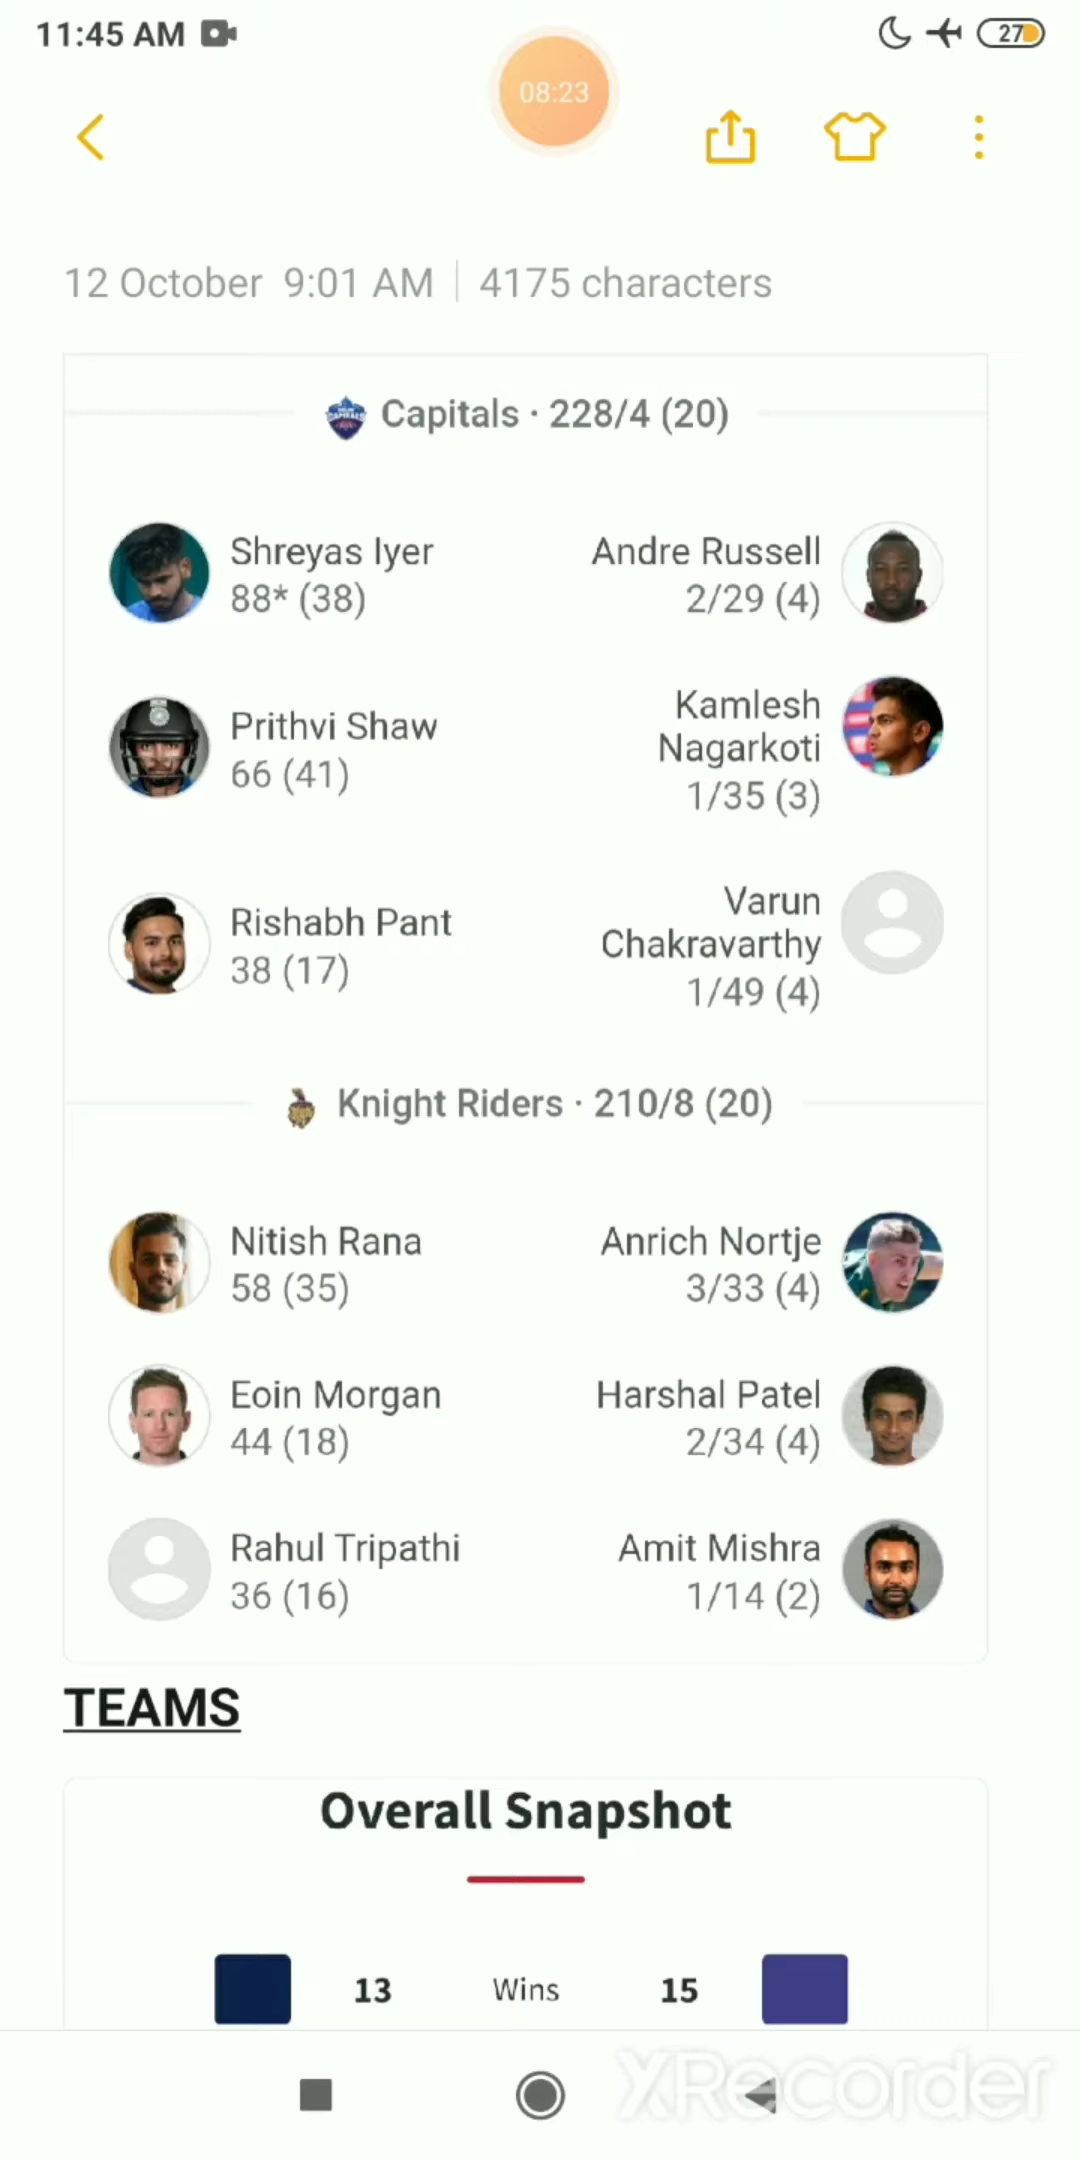 11:45 AM
27
08:23
12 October 9:01 AM | 4175 characters
Capitals · 228/4 (20)
Shreyas Iyer
88* (38)
Andre Russell
2/29 (4)
Prithvi Shaw
66 (41)
Kamlesh
Nagarkoti
1/35 (3)
Rishabh Pant
38 (17)
Varun
Chakravarthy
1/49 (4)
Knight Riders · 210/8 (20)
Nitish Rana
58 (35)
Anrich Nortje
3/33 (4)
Eoin Morgan
44 (18)
Harshal Patel
2/34 (4)
Rahul Tripathi
36 (16)
Amit Mishra
1/14 (2)
TEAMS
Overall Snapshot
13 Wins 15
XRecorder